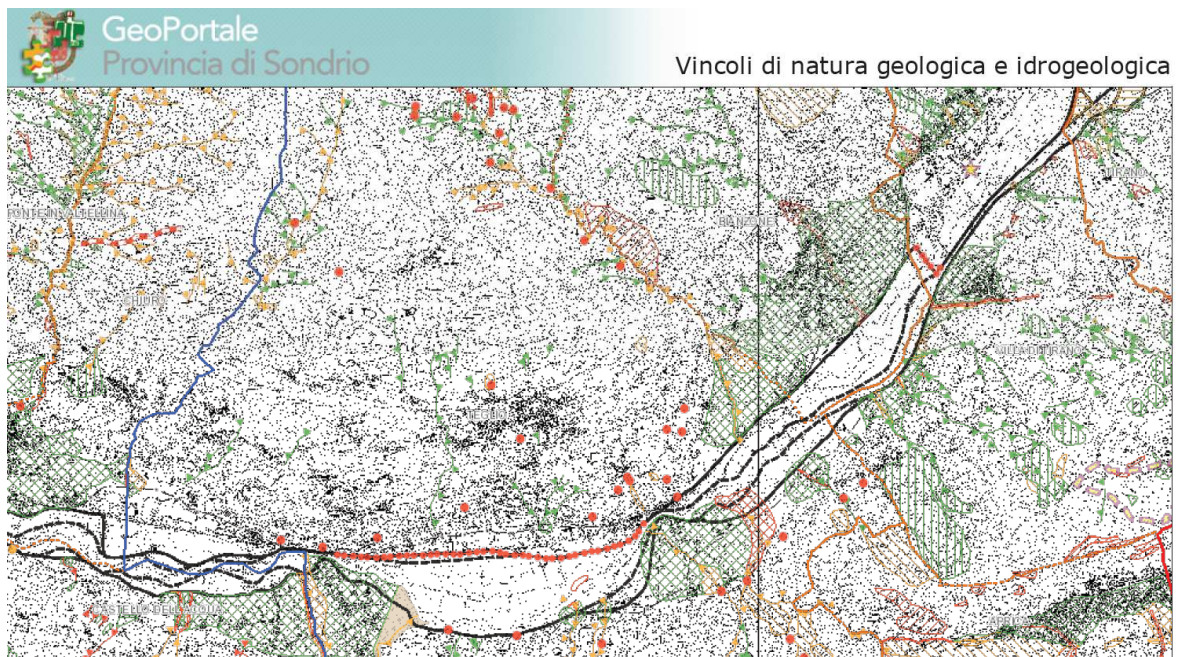 GeoPortale
Provincia di Sondrio
Vincoli di natura geologica e idrogeologica
PONTE IN VALTELLINA
TIRANO
BIANZONE
CHIURO
VILLA DI TIRANO
TEGLIO
CASTELLO DELL'ACQUA
APRICA